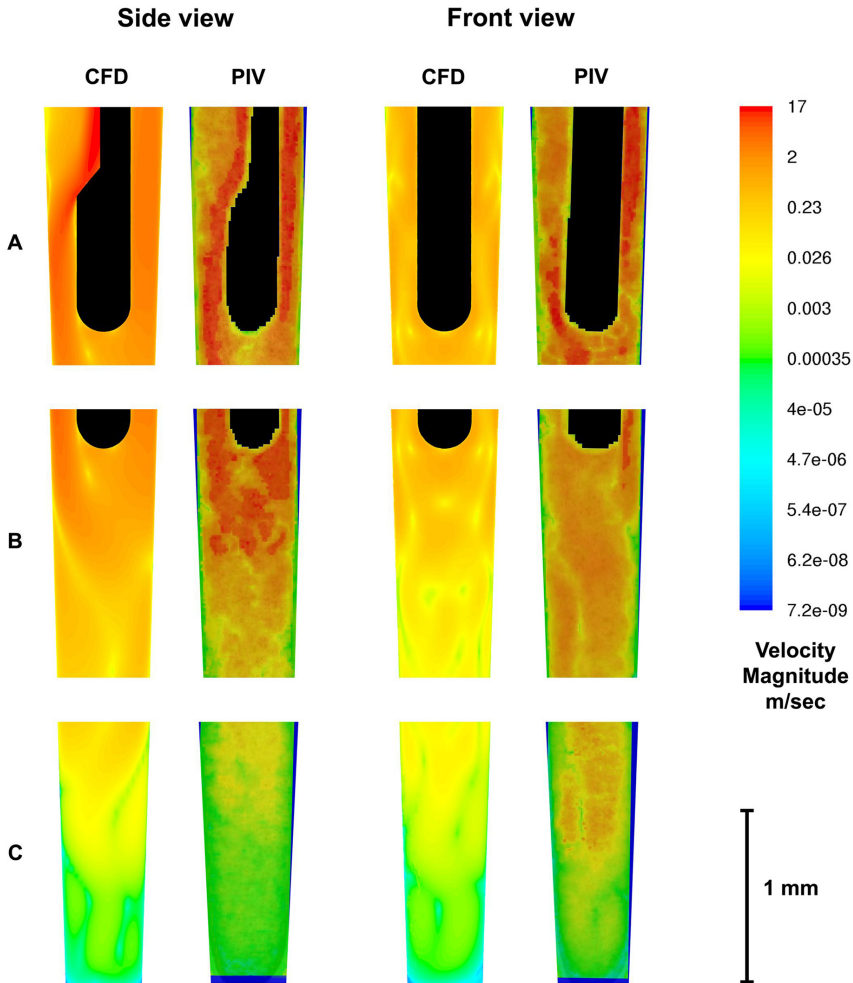 Side view
Front view
CFD
PIV
CFD
PIV
A
B
C
17
2
0.23
0.026
0.003
0.00035
4e-05
4.7e-06
5.4e-07
6.2e-08
7.2e-09
Velocity
Magnitude
m/sec
1 mm